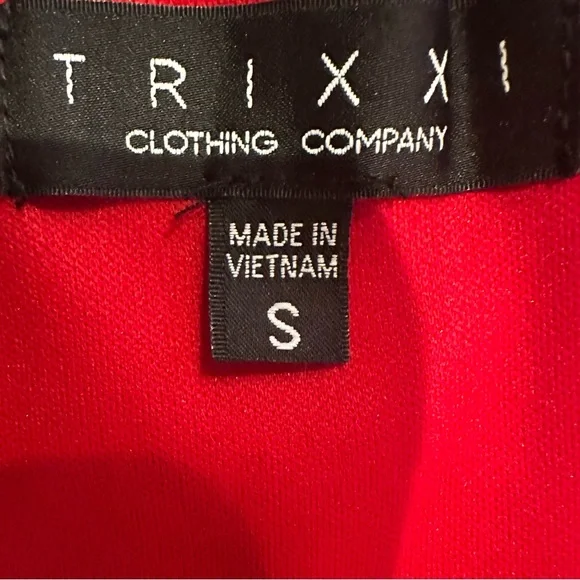 TRIXXI
CLOTHING COMPANY
MADE IN
VIETNAM
S